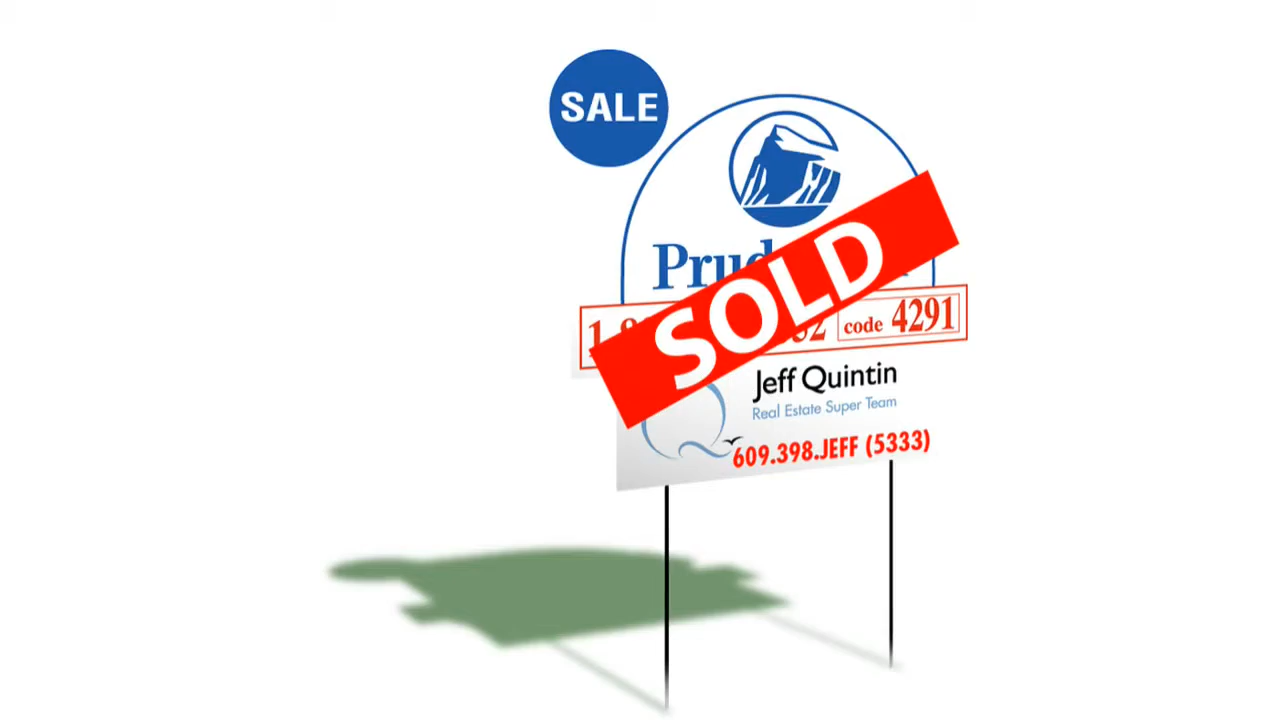 SALE
SOLD
code 4291
Jeff Quintin
Real Estate Super Team
609.398.JEFF (5333)